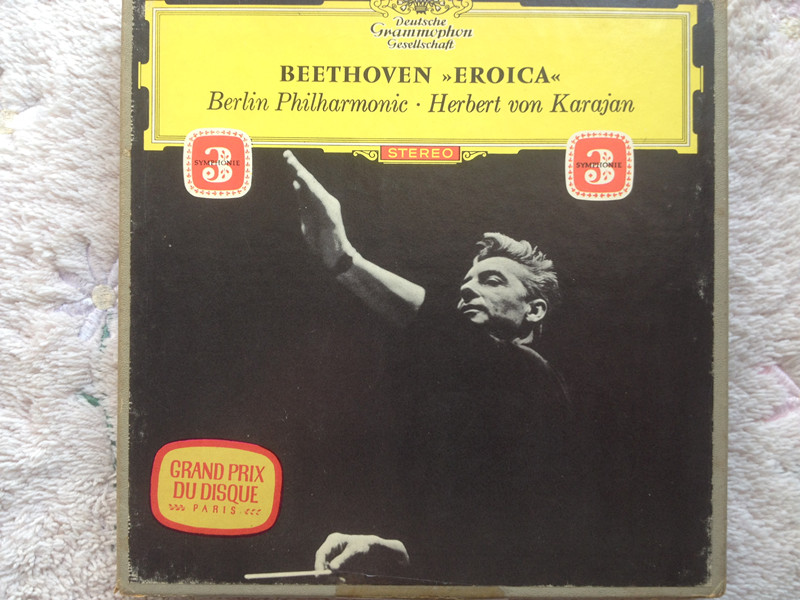 Deutsche
Grammophon
Gesellschaft
BEETHOVEN »EROICA«
Berlin Philharmonic · Herbert von Karajan
STEREO
SYMPHONIE
3
SYMPHONIE
3
GRAND PRIX
DU DISQUE
PARIS